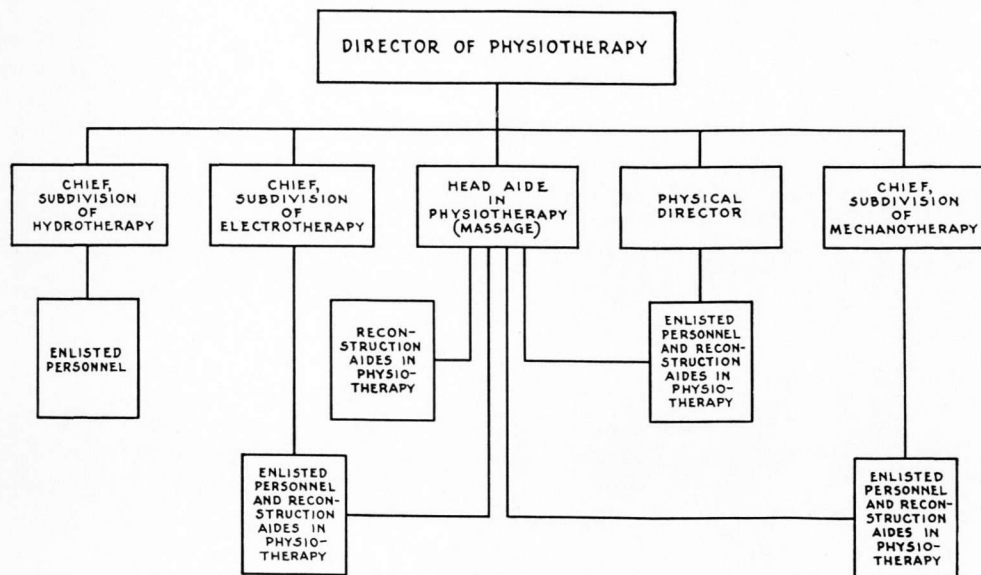 DIRECTOR OF PHYSIOTHERAPY
CHIEF,
SUBDIVISION
OF
HYDROTHERAPY
CHIEF,
SUBDIVISION
OF
ELECTROTHERAPY
HEAD AIDE
IN
PHYSIOTHERAPY
(MASSAGE)
PHYSICAL
DIRECTOR
CHIEF,
SUBDIVISION
OF
MECHANOTHERAPY
ENLISTED
PERSONNEL
RECON-
STRUCTION
AIDES IN
PHYSIO-
THERAPY
ENLISTED
PERSONNEL
AND RECON-
STRUCTION
AIDES IN
PHYSIO-
THERAPY
ENLISTED
PERSONNEL
AND RECON-
STRUCTION
AIDES IN
PHYSIO-
THERAPY
ENLISTED
PERSONNEL
AND RECON-
STRUCTION
AIDES IN
PHYSIO-
THERAPY